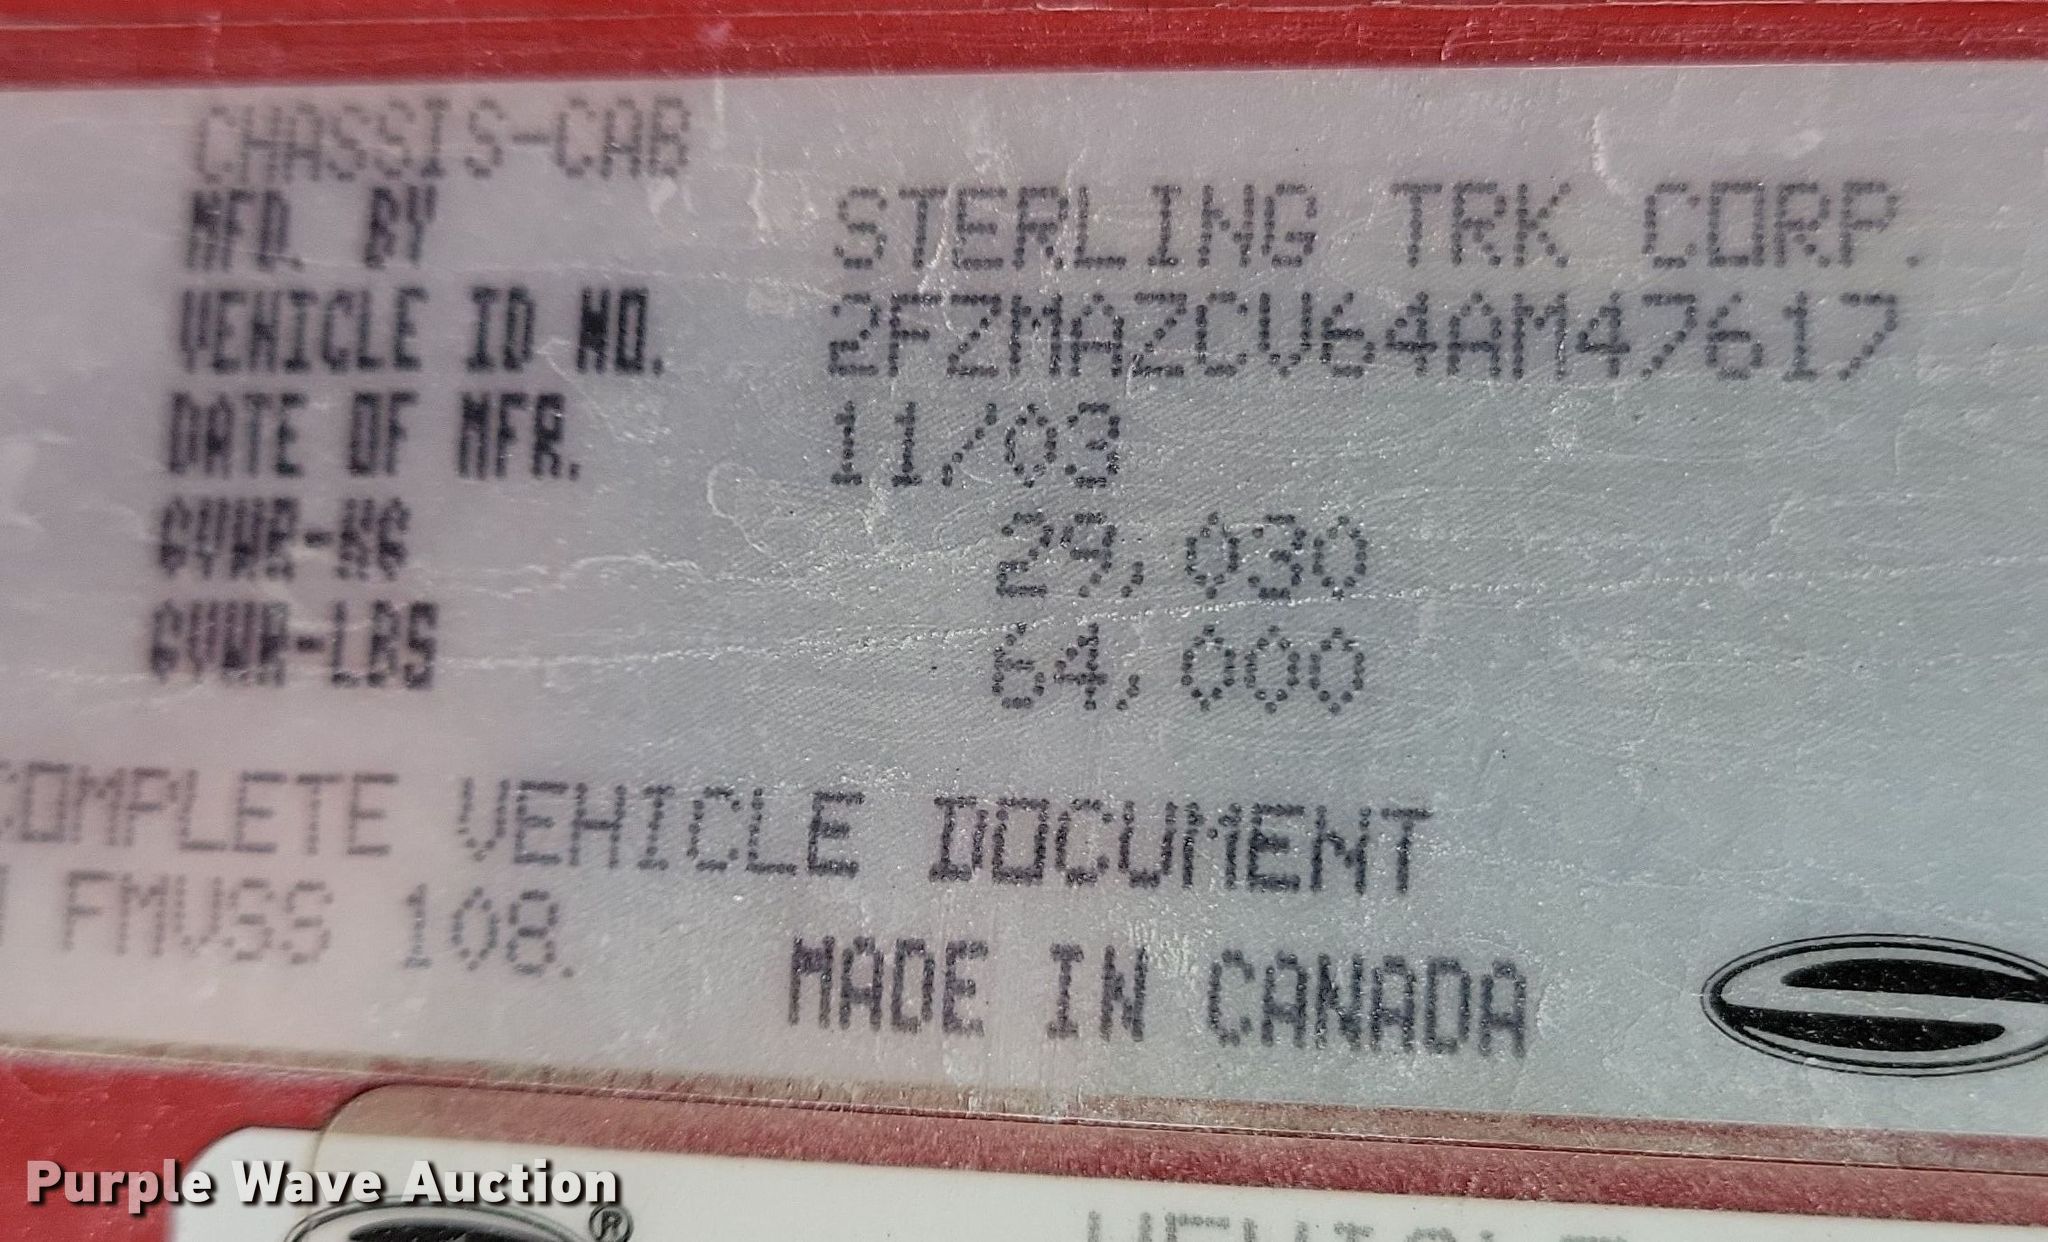 CHASSIS-CAB
MFD. BY STERLING TRK CORP.
VEHICLE ID NO. 2FZMAZCV64AM47617
DATE OF MFR. 11/03
GVWR-KG 29,030
GVWR-LBS 64,000
COMPLETE VEHICLE DOCUMENT
FMVSS 108.
MADE IN CANADA
Purple Wave Auction
®